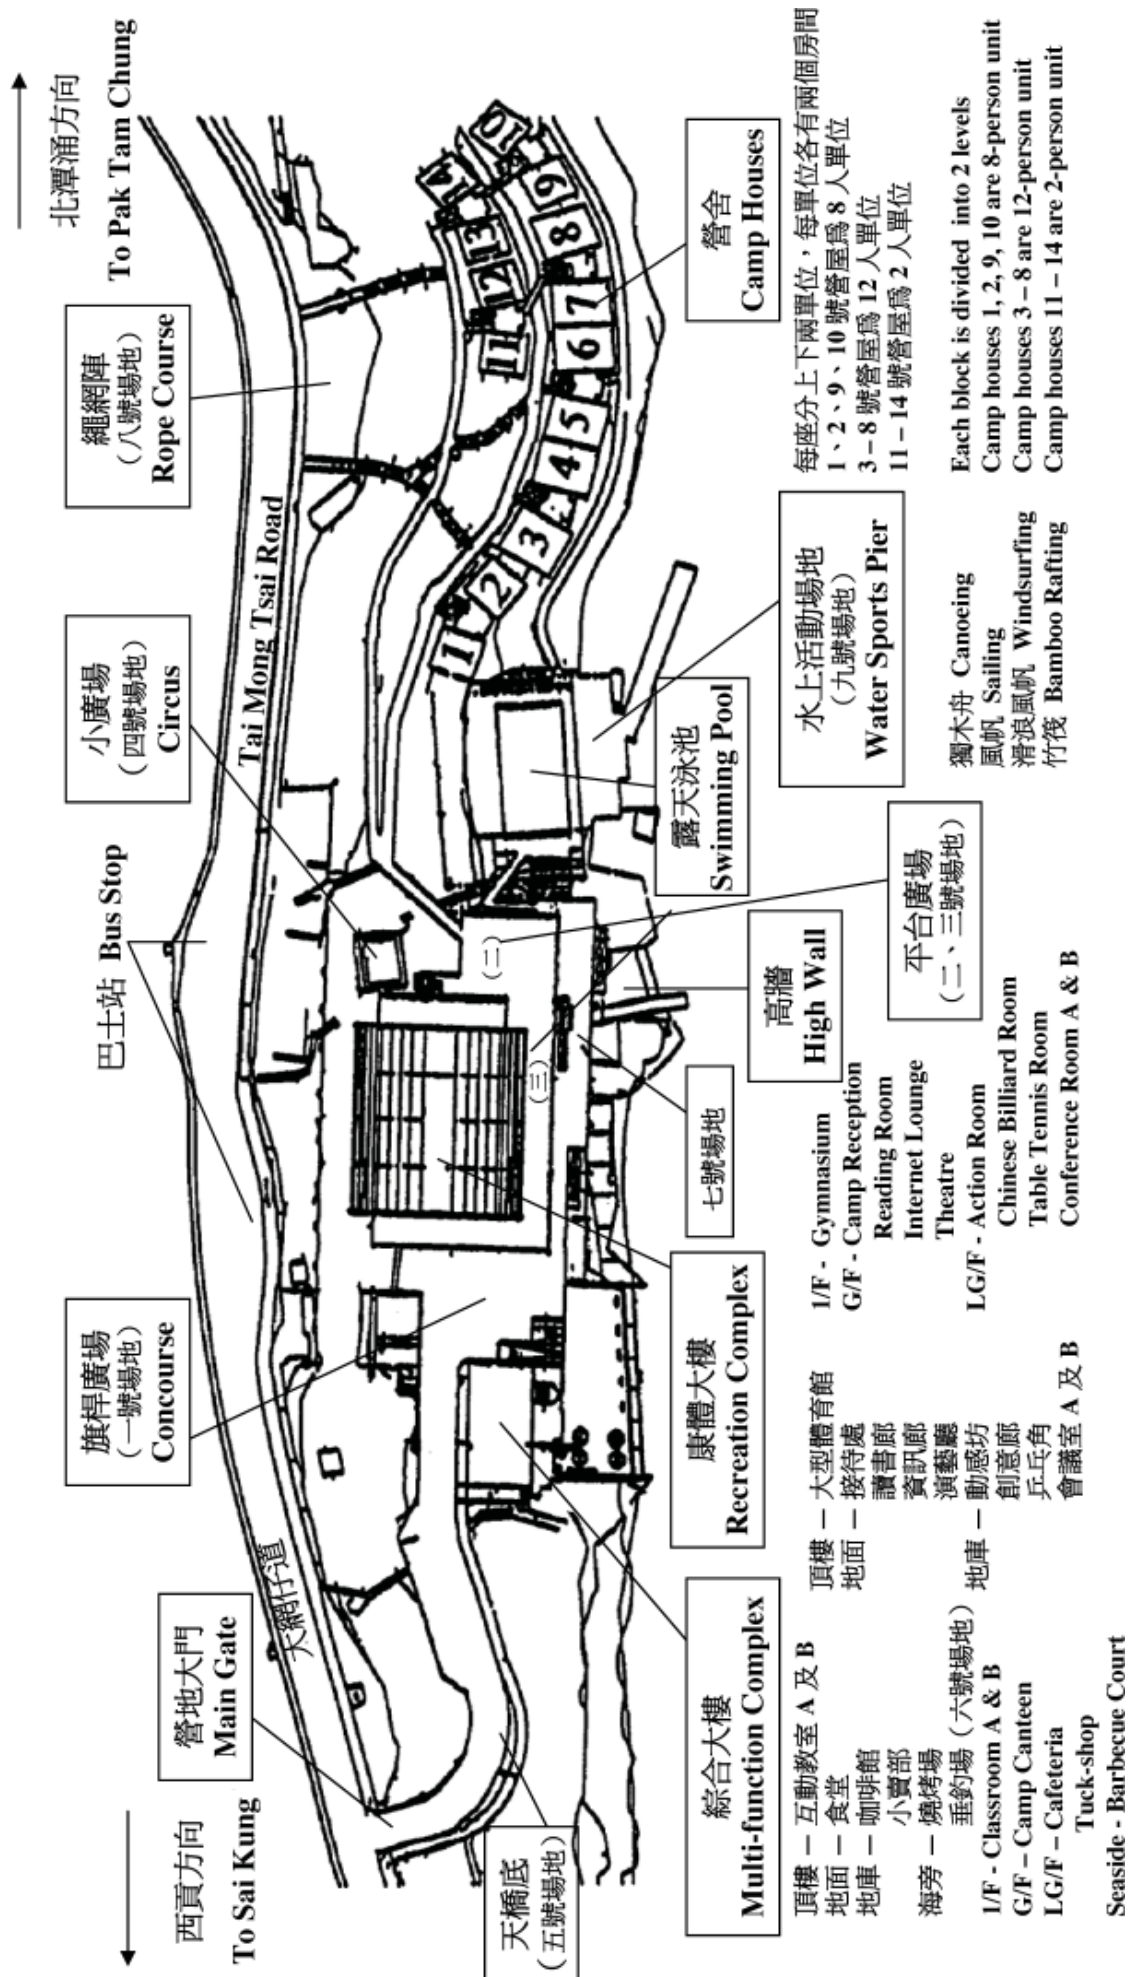 西貢方向
To Sai Kung
北潭涌方向
To Pak Tam Chung
營地大門
Main Gate
旗桿廣場
(一號場地)
Concourse
巴士站 Bus Stop
小廣場
(四號場地)
Circus
繩網陣
(八號場地)
Rope Course
大網仔道
Tai Mong Tsai Road
(二)
(三)
1
2
3
4
5
6
7
8
9
10
11
12
13
14
天橋底
(五號場地)
綜合大樓
Multi-function Complex
頂樓 – 互動教室 A 及 B
地面 – 食堂
地庫 – 咖啡館
小賣部
海旁 – 燒烤場
垂釣場 (六號場地)
1/F - Classroom A & B
G/F – Camp Canteen
LG/F – Cafeteria
Tuck-shop
Seaside - Barbecue Court
康體大樓
Recreation Complex
頂樓 – 大型體育館
地面 – 接待處
讀書廊
資訊廊
演藝廳
地庫 – 動感坊
創意廊
乒乓角
會議室 A 及 B
1/F - Gymnasium
G/F - Camp Reception
Reading Room
Internet Lounge
Theatre
LG/F - Action Room
Chinese Billiard Room
Table Tennis Room
Conference Room A & B
七號場地
高牆
High Wall
平台廣場
(二、三號場地)
露天泳池
Swimming Pool
水上活動場地
(九號場地)
Water Sports Pier
獨木舟 Canoeing
風帆 Sailing
滑浪風帆 Windsurfing
竹筏 Bamboo Rafting
營舍
Camp Houses
每座分上下兩單位，每單位各有兩個房間
1、2、9、10 號營屋爲 8 人單位
3 – 8 號營屋爲 12 人單位
11 – 14 號營屋爲 2 人單位
Each block is divided into 2 levels
Camp houses 1, 2, 9, 10 are 8-person unit
Camp houses 3 – 8 are 12-person unit
Camp houses 11 – 14 are 2-person unit